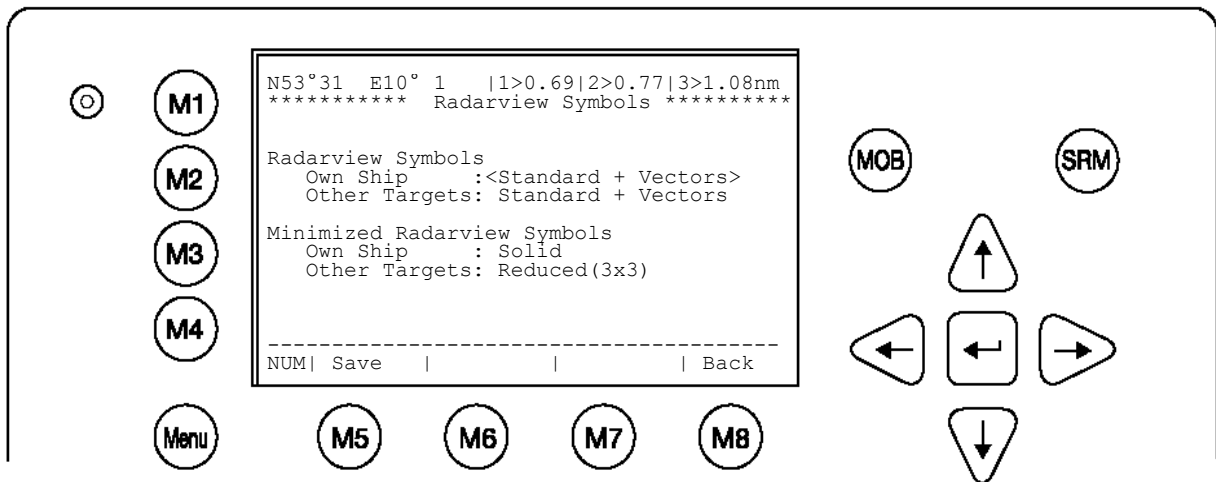 N53°31  E10° 1   |1>0.69|2>0.77|3>1.08nm
***********  Radarview Symbols **********
M1
M2
M3
M4
Radarview Symbols
Own Ship     :<Standard + Vectors>
Other Targets: Standard + Vectors
Minimized Radarview Symbols
Own Ship     : Solid
Other Targets: Reduced(3x3)
----------------------------------------
NUM| Save   |         |         | Back
MOB
SRM
Menu
M5
M6
M7
M8